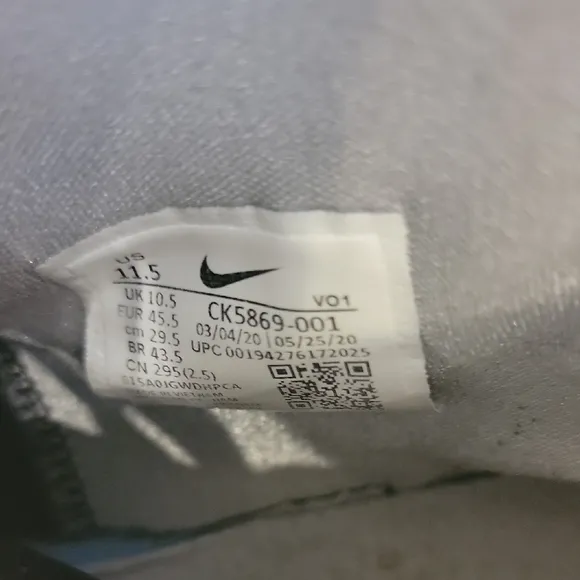 US
11.5
UK 10.5
EUR 45.5
cm 29.5
BR 43.5
CN 295(2.5)
VO1
CK5869-001
03/04/20 | 05/25/20
UPC 00194276172025